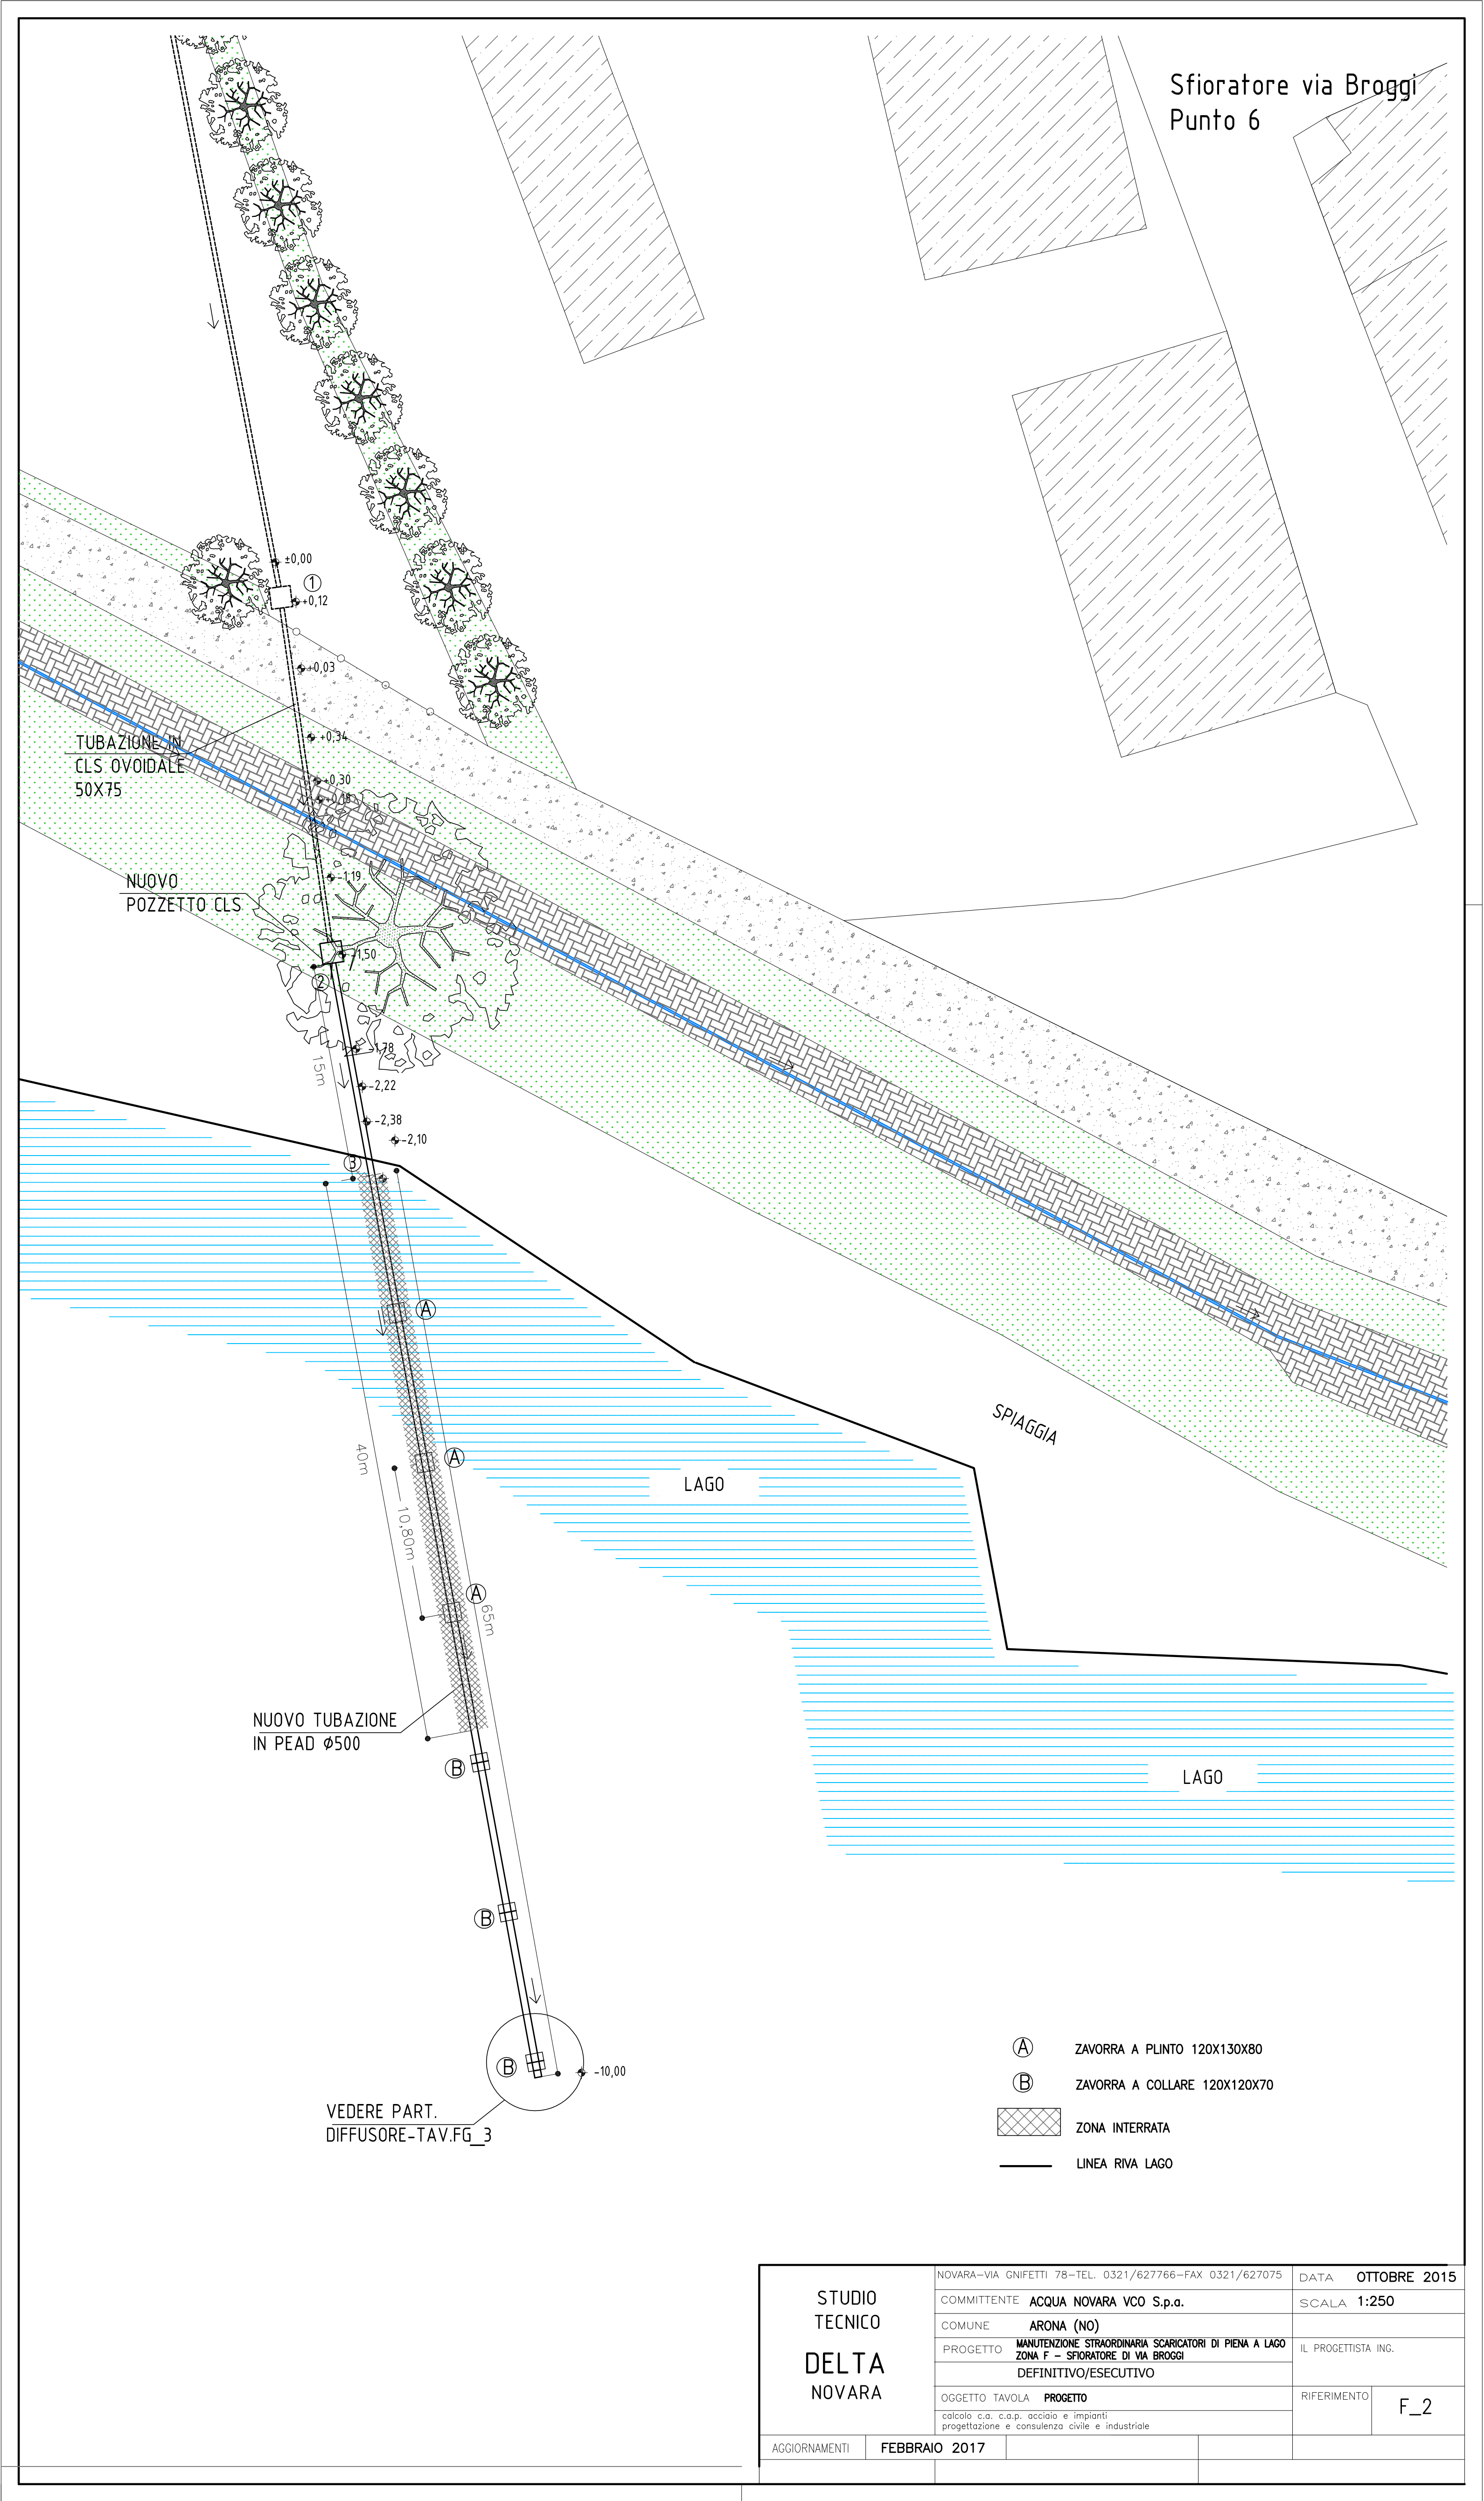 Sfioratore via Broggi
Punto 6
±0,00
1
+0,12
+0,03
+0,34
TUBAZIONE IN
CLS OVOIDALE
50X75
+0,30
NUOVO
POZZETTO CLS
-1,19
-1,50
2
-1,78
15m
-2,22
-2,38
-2,10
3
A
SPIAGGIA
40m
A
LAGO
10,80m
A
65m
NUOVO TUBAZIONE
IN PEAD Ø500
B
LAGO
B
B
-10,00
VEDERE PART.
DIFFUSORE-TAV.FG_3
A ZAVORRA A PLINTO 120X130X80
B ZAVORRA A COLLARE 120X120X70
ZONA INTERRATA
LINEA RIVA LAGO
STUDIO
TECNICO
DELTA
NOVARA
NOVARA-VIA GNIFETTI 78-TEL. 0321/627766-FAX 0321/627075
DATA OTTOBRE 2015
COMMITTENTE ACQUA NOVARA VCO S.p.a.
SCALA 1:250
COMUNE ARONA (NO)
PROGETTO MANUTENZIONE STRAORDINARIA SCARICATORI DI PIENA A LAGO
ZONA F - SFIORATORE DI VIA BROGGI
IL PROGETTISTA ING.
DEFINITIVO/ESECUTIVO
OGGETTO TAVOLA PROGETTO
RIFERIMENTO F_2
calcolo c.a. c.a.p. acciaio e impianti
progettazione e consulenza civile e industriale
AGGIORNAMENTI FEBBRAIO 2017